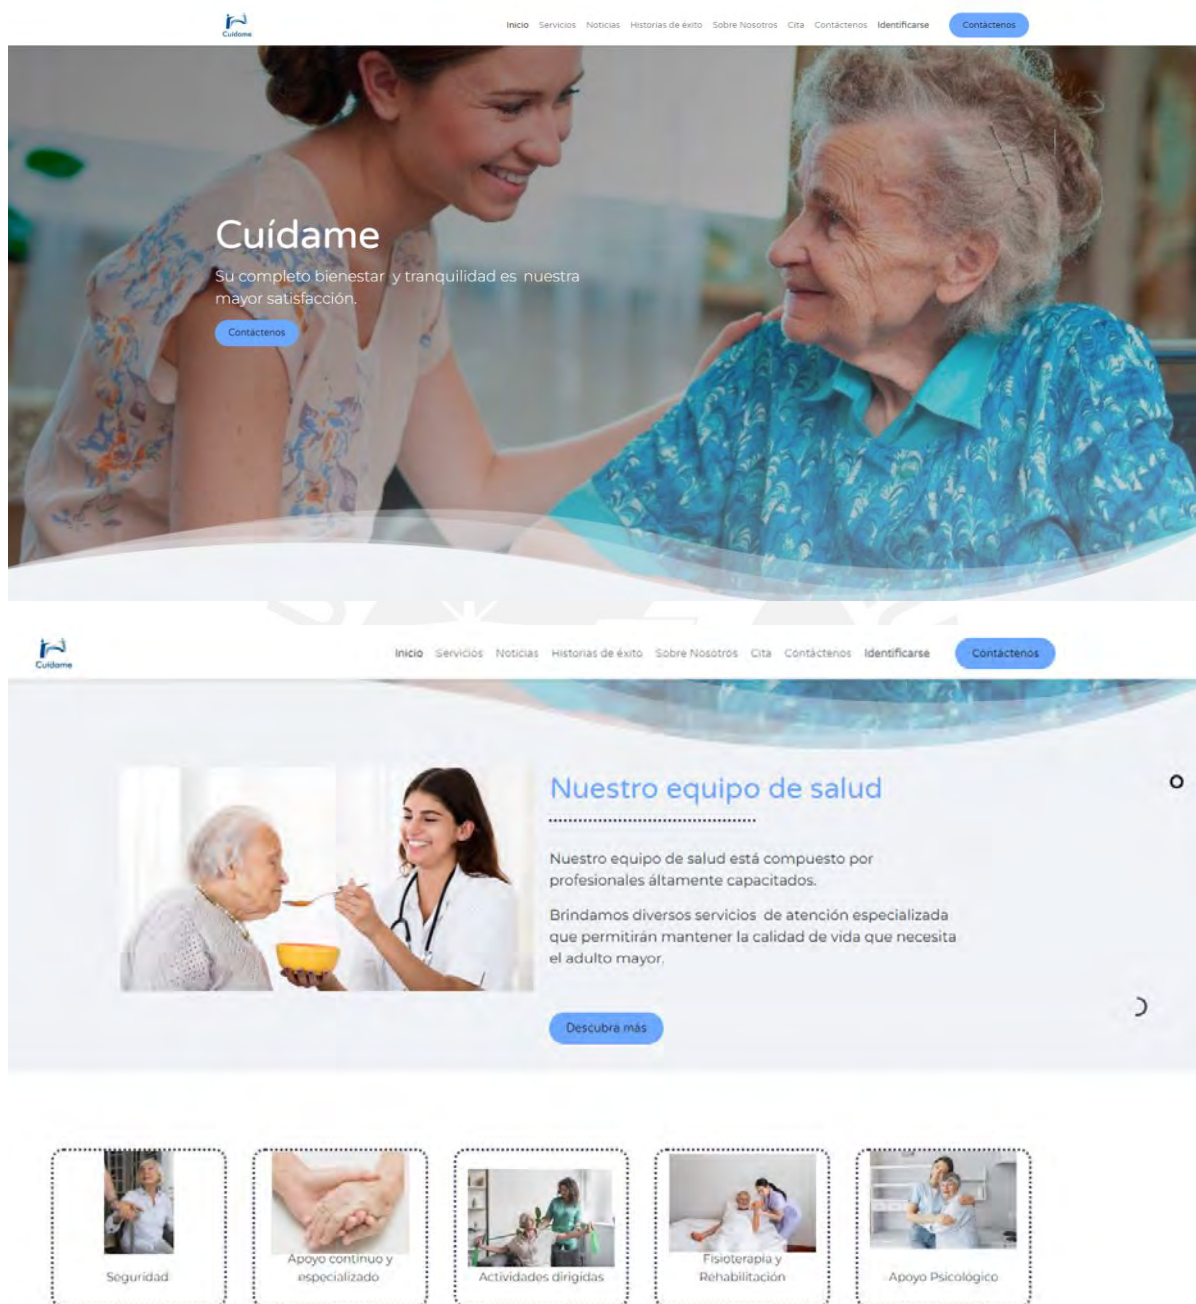 Cuídame
Inicio Servicios Noticias Historias de éxito Sobre Nosotros Cita Contáctenos Identificarse Contáctenos
Cuídame
Su completo bienestar y tranquilidad es nuestra
mayor satisfacción.
Contáctenos
Cuídame
Inicio Servicios Noticias Historias de éxito Sobre Nosotros Cita Contáctenos Identificarse Contáctenos
Nuestro equipo de salud
Nuestro equipo de salud está compuesto por
profesionales áltamente capacitados.
Brindamos diversos servicios de atención especializada
que permitirán mantener la calidad de vida que necesita
el adulto mayor.
Descubra más
Seguridad
Apoyo continuo y
especializado
Actividades dirigidas
Fisioterapia y
Rehabilitación
Apoyo Psicológico